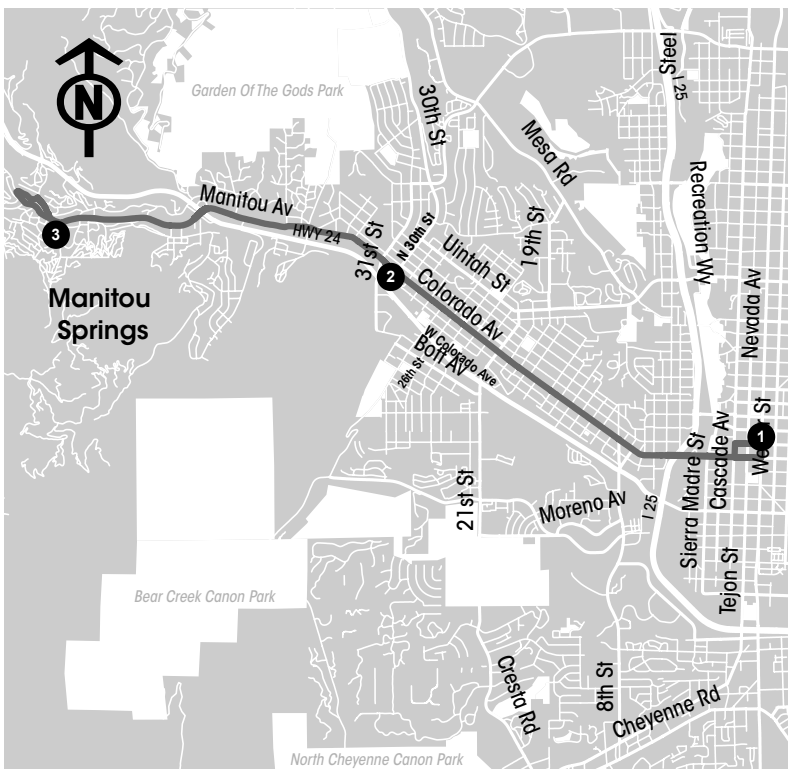 Garden Of The Gods Park
N
30th St
Steel
I 25
Mesa Rd
Recreation Wy
Manitou Av
HWY 24
31st St
N 30th St
Uintah St
19th St
3
2
Manitou
Springs
Colorado Av
Nevada Av
W Colorado Ave
Bott Av
26th St
1
Sierra Madre St
Cascade Av
21st St
Moreno Av
I 25
Tejon St
Bear Creek Canon Park
Cresta Rd
8th St
Cheyenne Rd
North Cheyenne Canon Park